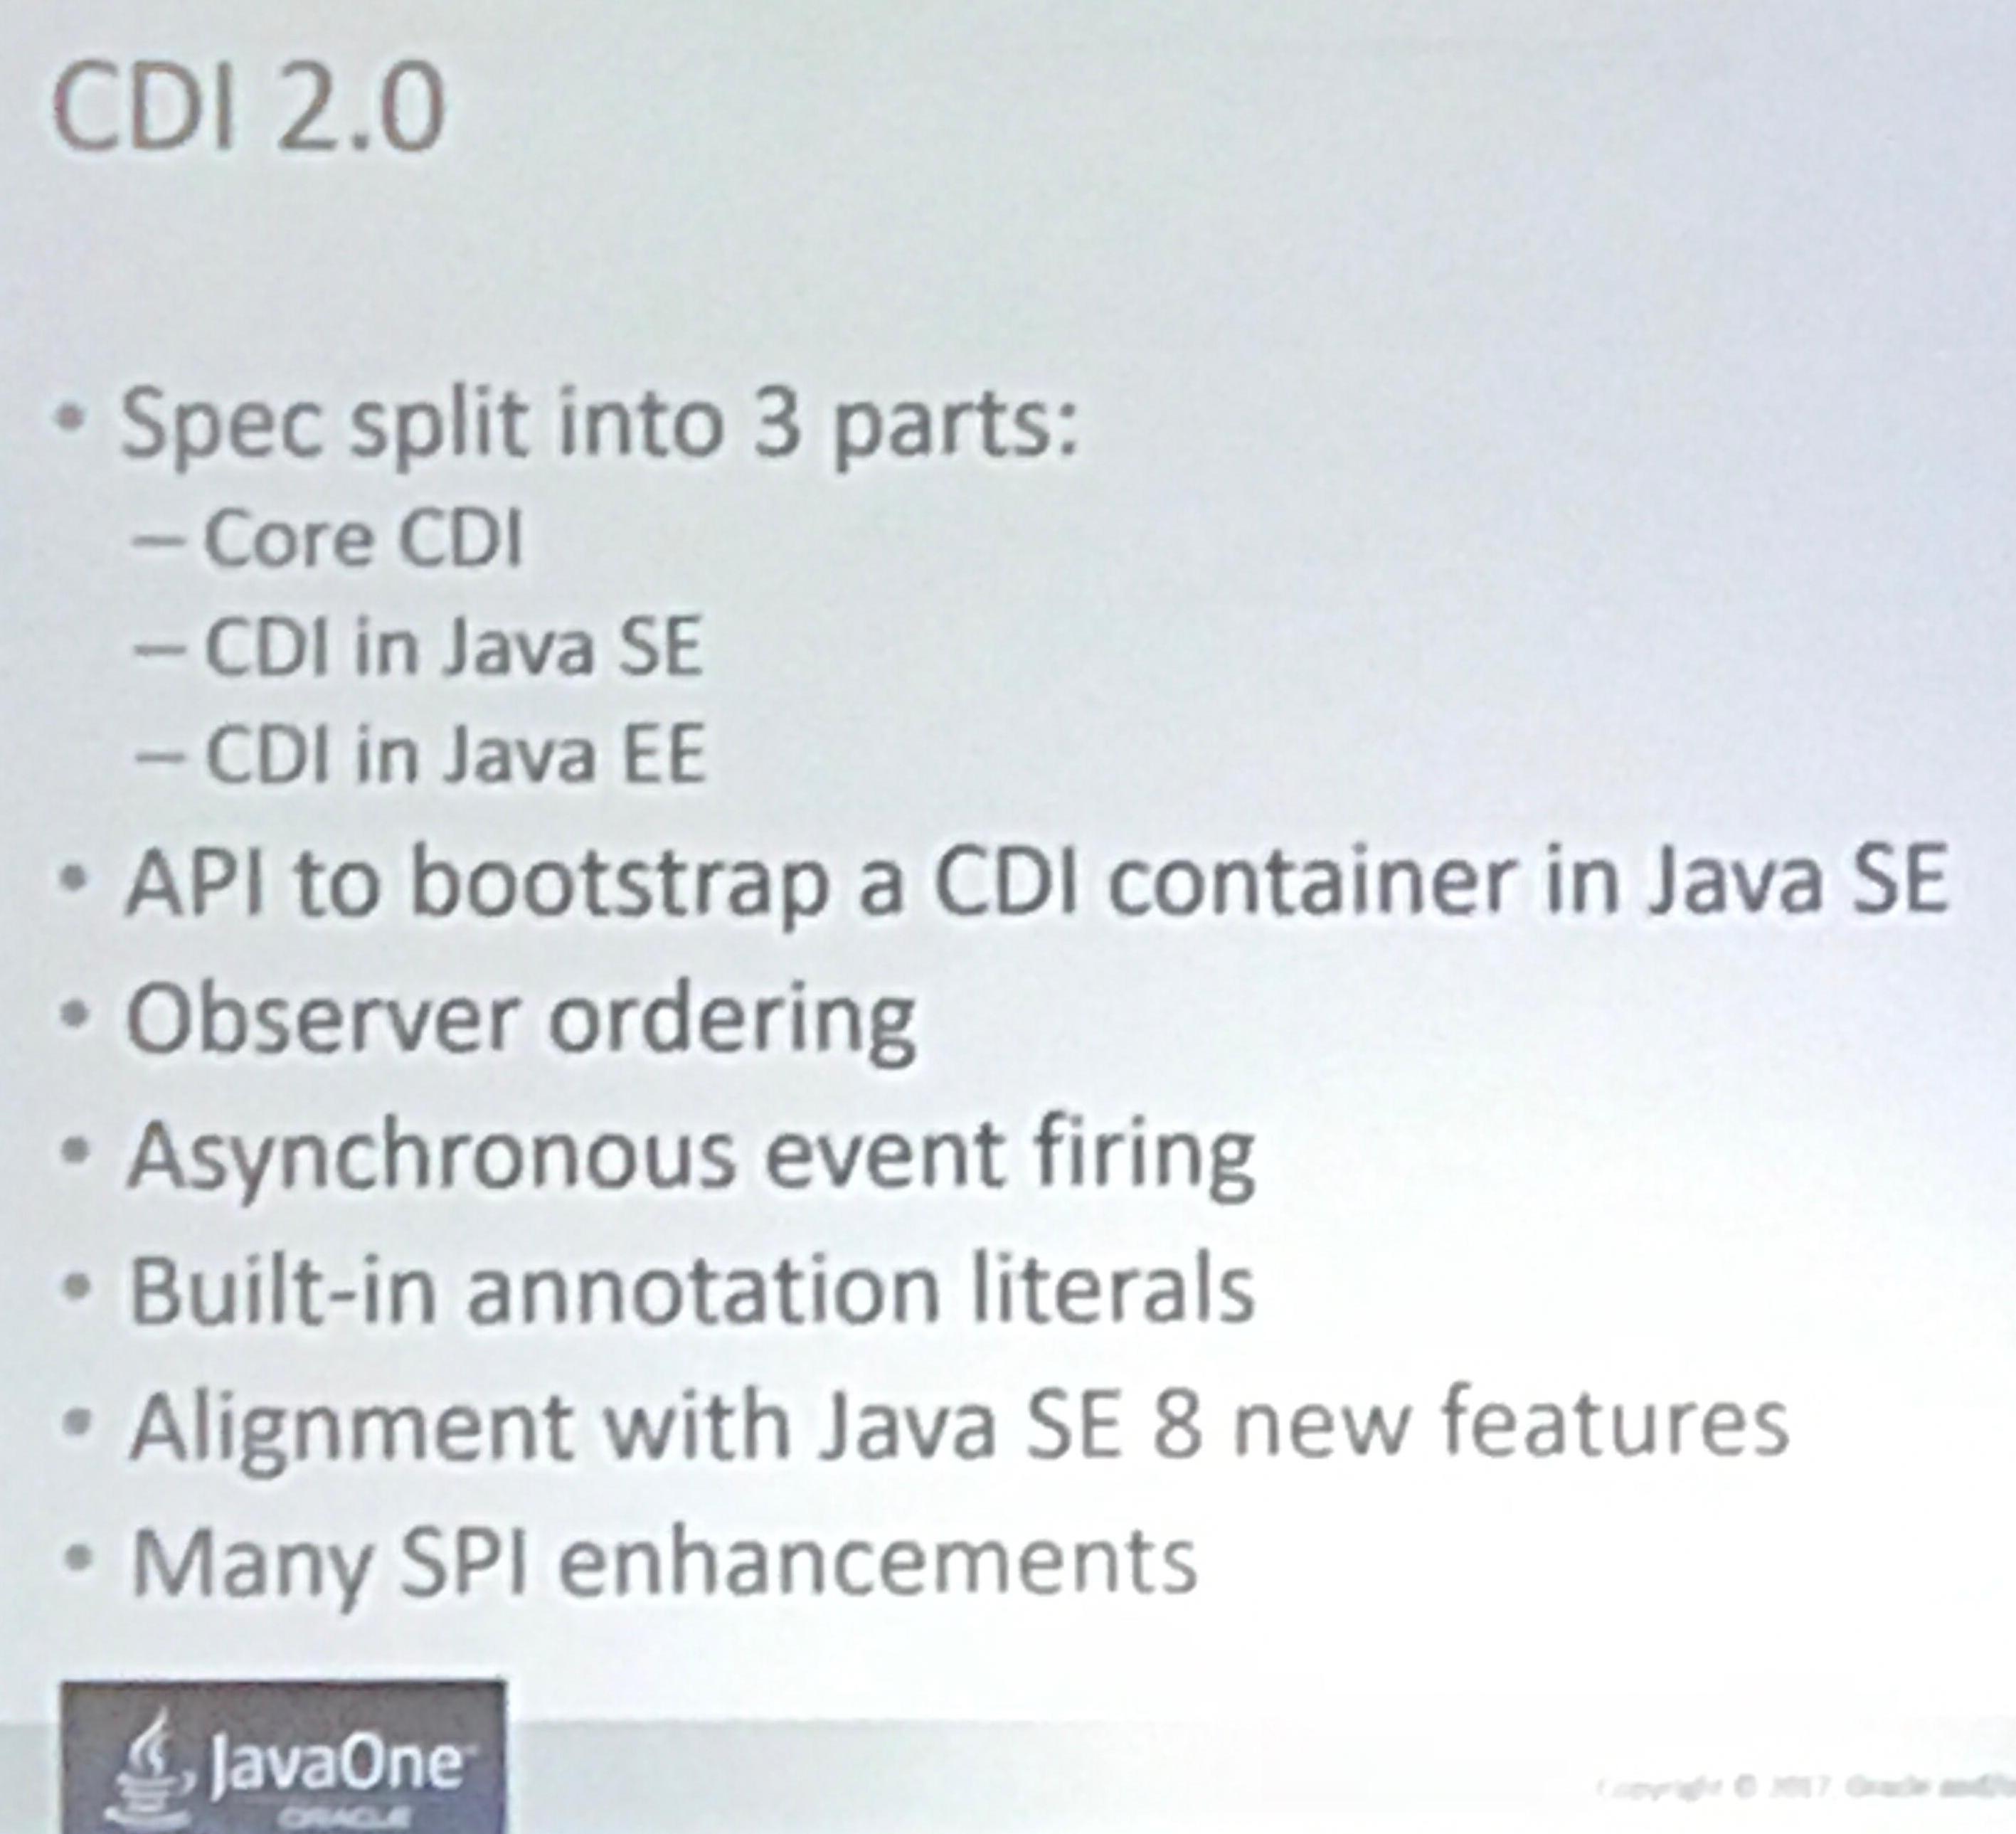 CDI 2.0
• Spec split into 3 parts:
– Core CDI
– CDI in Java SE
– CDI in Java EE
• API to bootstrap a CDI container in Java SE
• Observer ordering
• Asynchronous event firing
• Built-in annotation literals
• Alignment with Java SE 8 new features
• Many SPI enhancements
JavaOne
ORACLE
Copyright © 2017, Oracle and/o